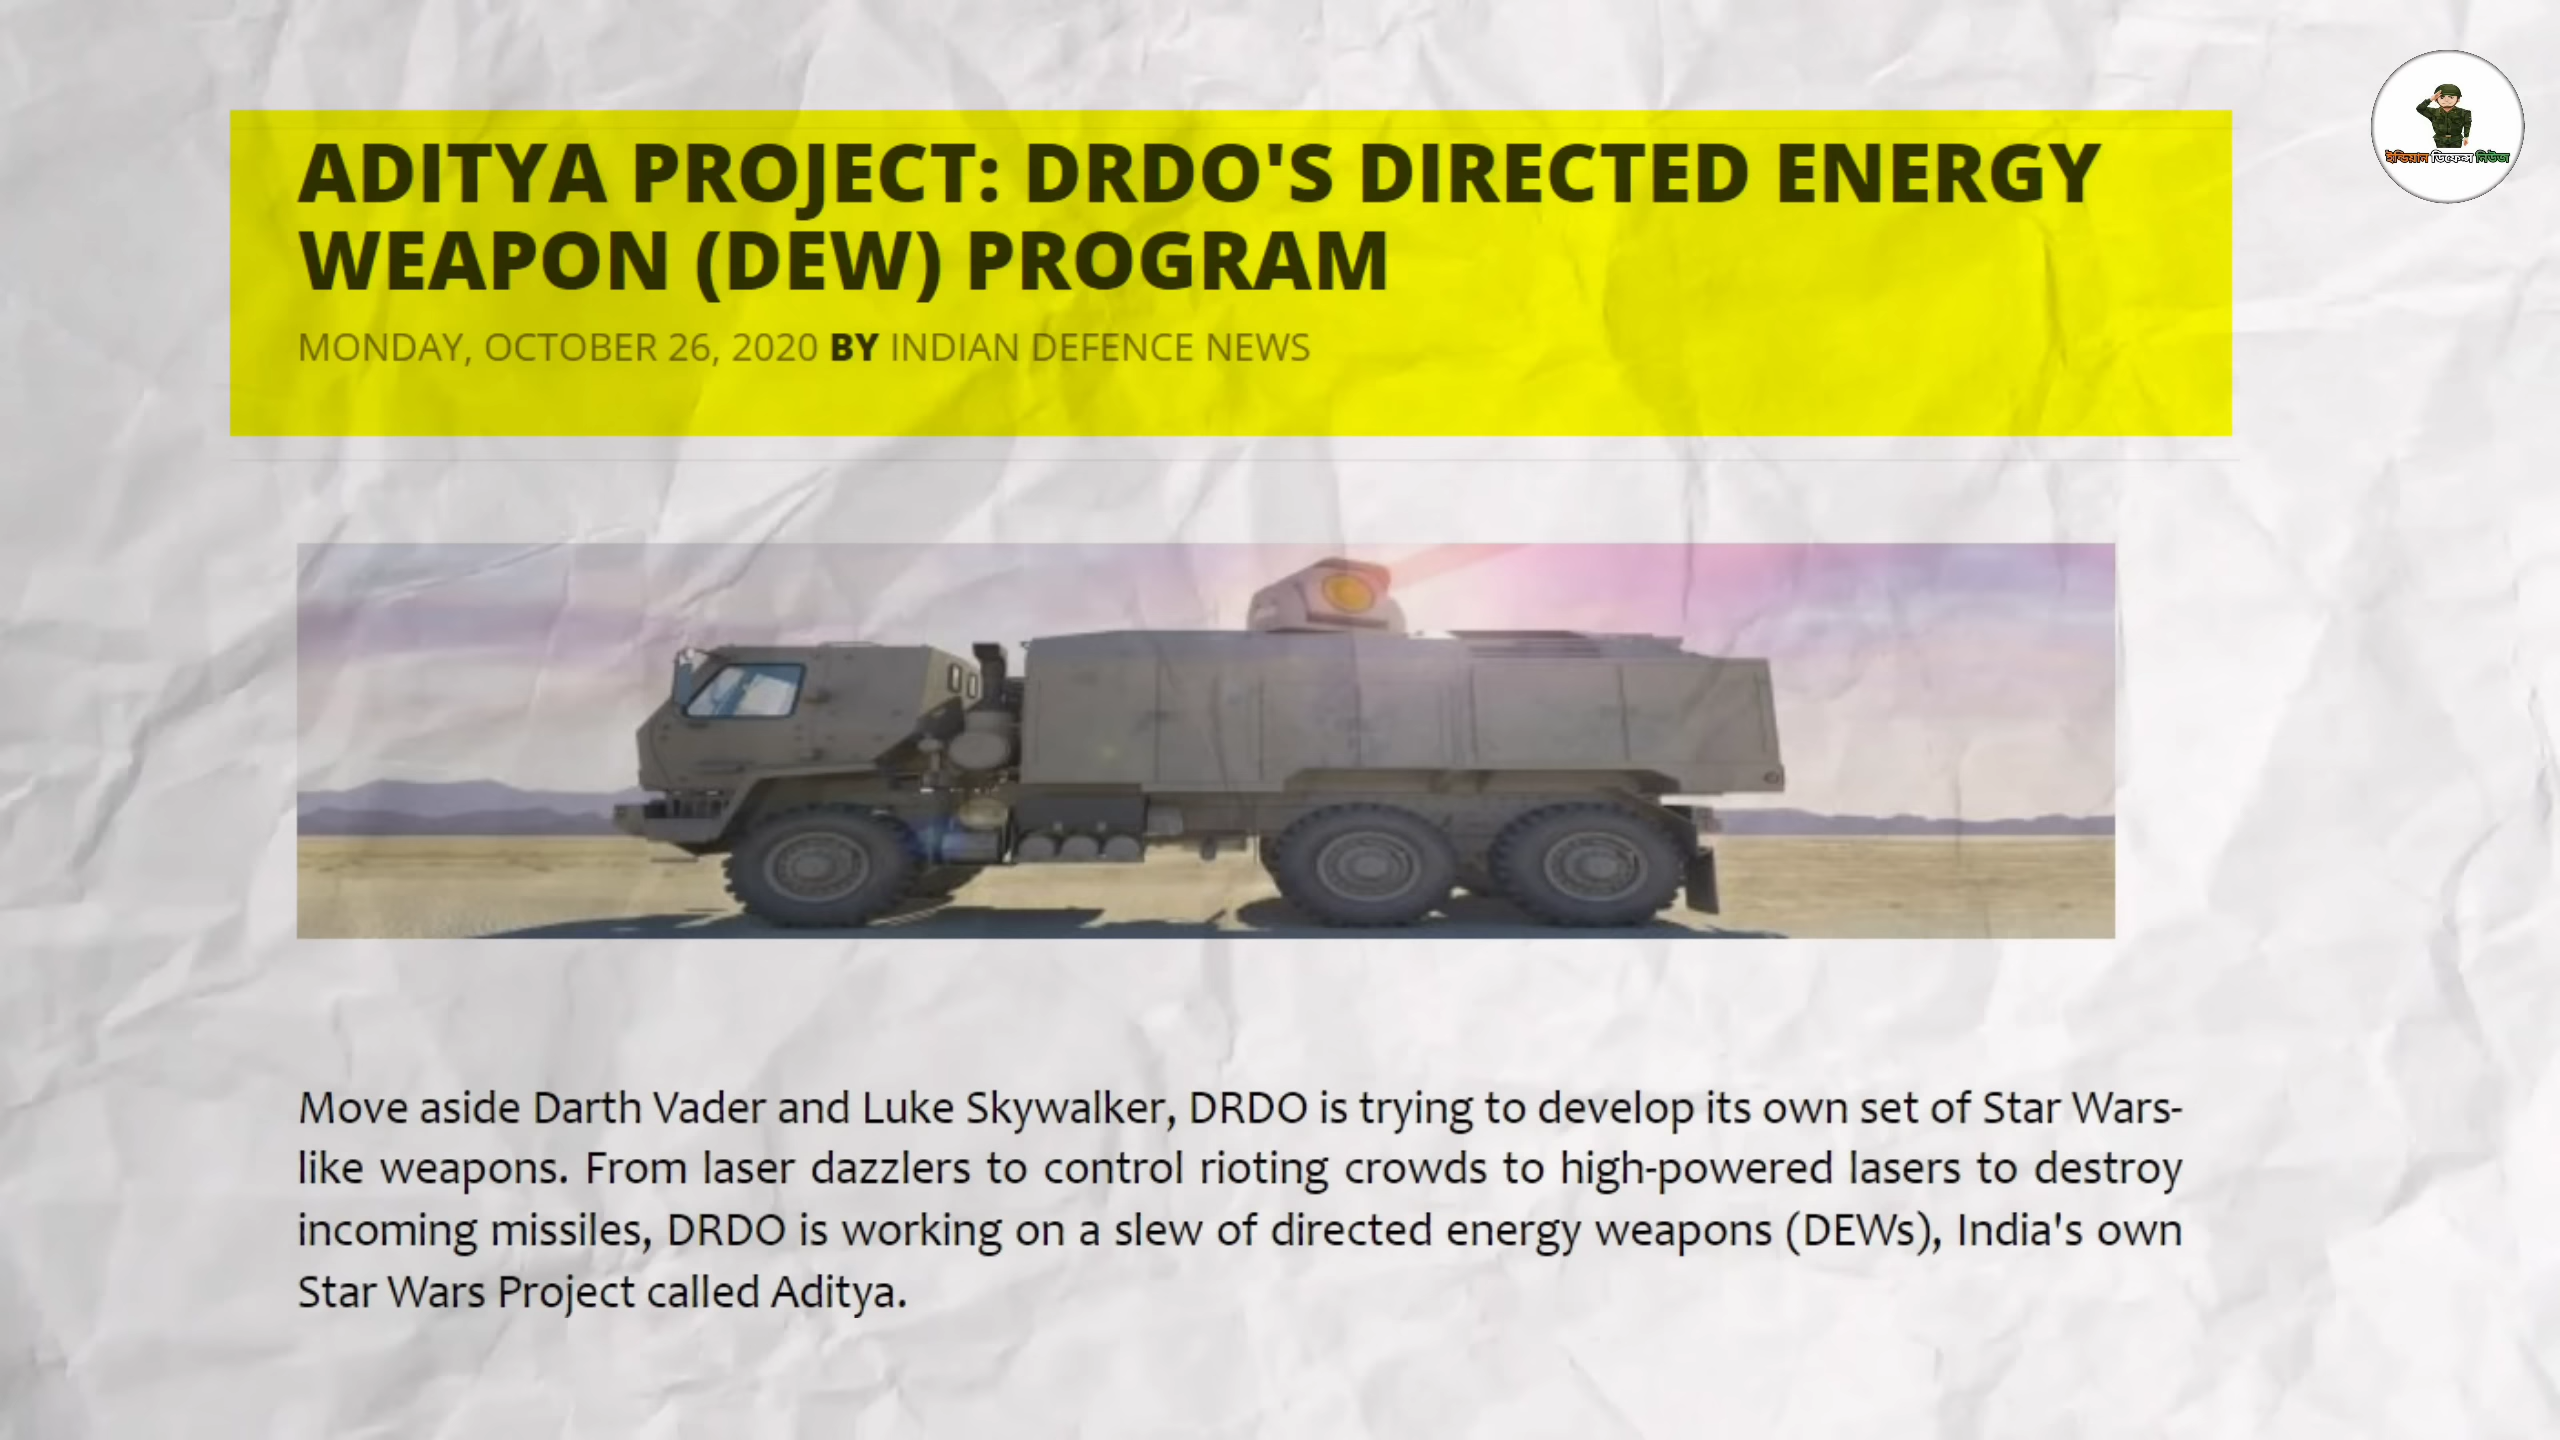 ADITYA PROJECT: DRDO'S DIRECTED ENERGY
WEAPON (DEW) PROGRAM
MONDAY, OCTOBER 26, 2020 BY INDIAN DEFENCE NEWS
ইন্ডিয়ান ডিফেন্স নিউজ
Move aside Darth Vader and Luke Skywalker, DRDO is trying to develop its own set of Star Wars-
like weapons. From laser dazzlers to control rioting crowds to high-powered lasers to destroy
incoming missiles, DRDO is working on a slew of directed energy weapons (DEWs), India's own
Star Wars Project called Aditya.